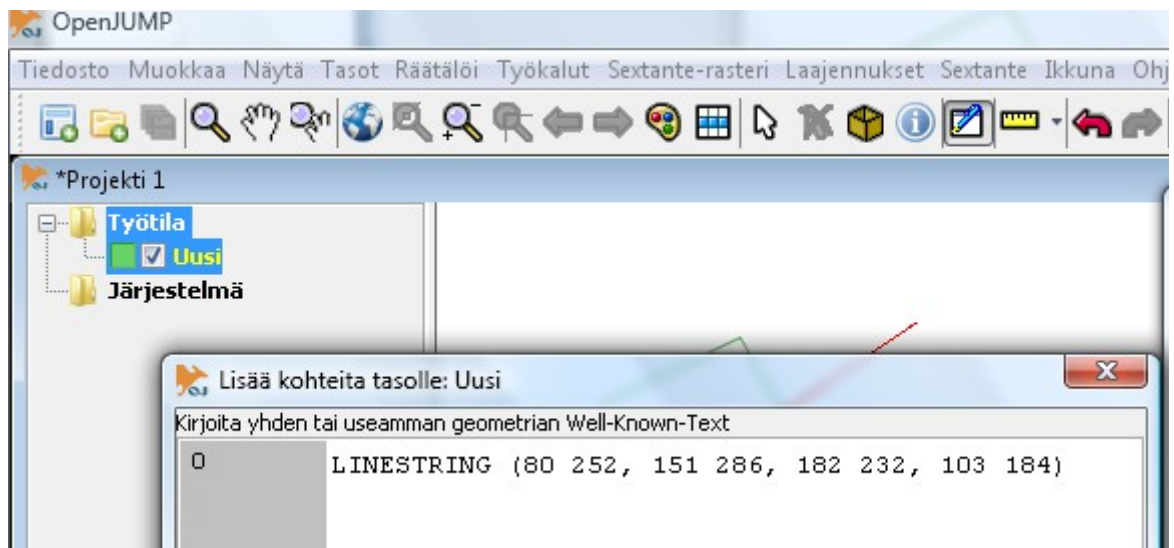 OpenJUMP
Tiedosto Muokkaa Näytä Tasot Räätälöi Työkalut Sextante-rasteri Laajennukset Sextante Ikkuna Ohj
*Projekti 1
Työtila
Uusi
Järjestelmä
Lisää kohteita tasolle: Uusi
Kirjoita yhden tai useamman geometrian Well-Known-Text
0 LINESTRING (80 252, 151 286, 182 232, 103 184)